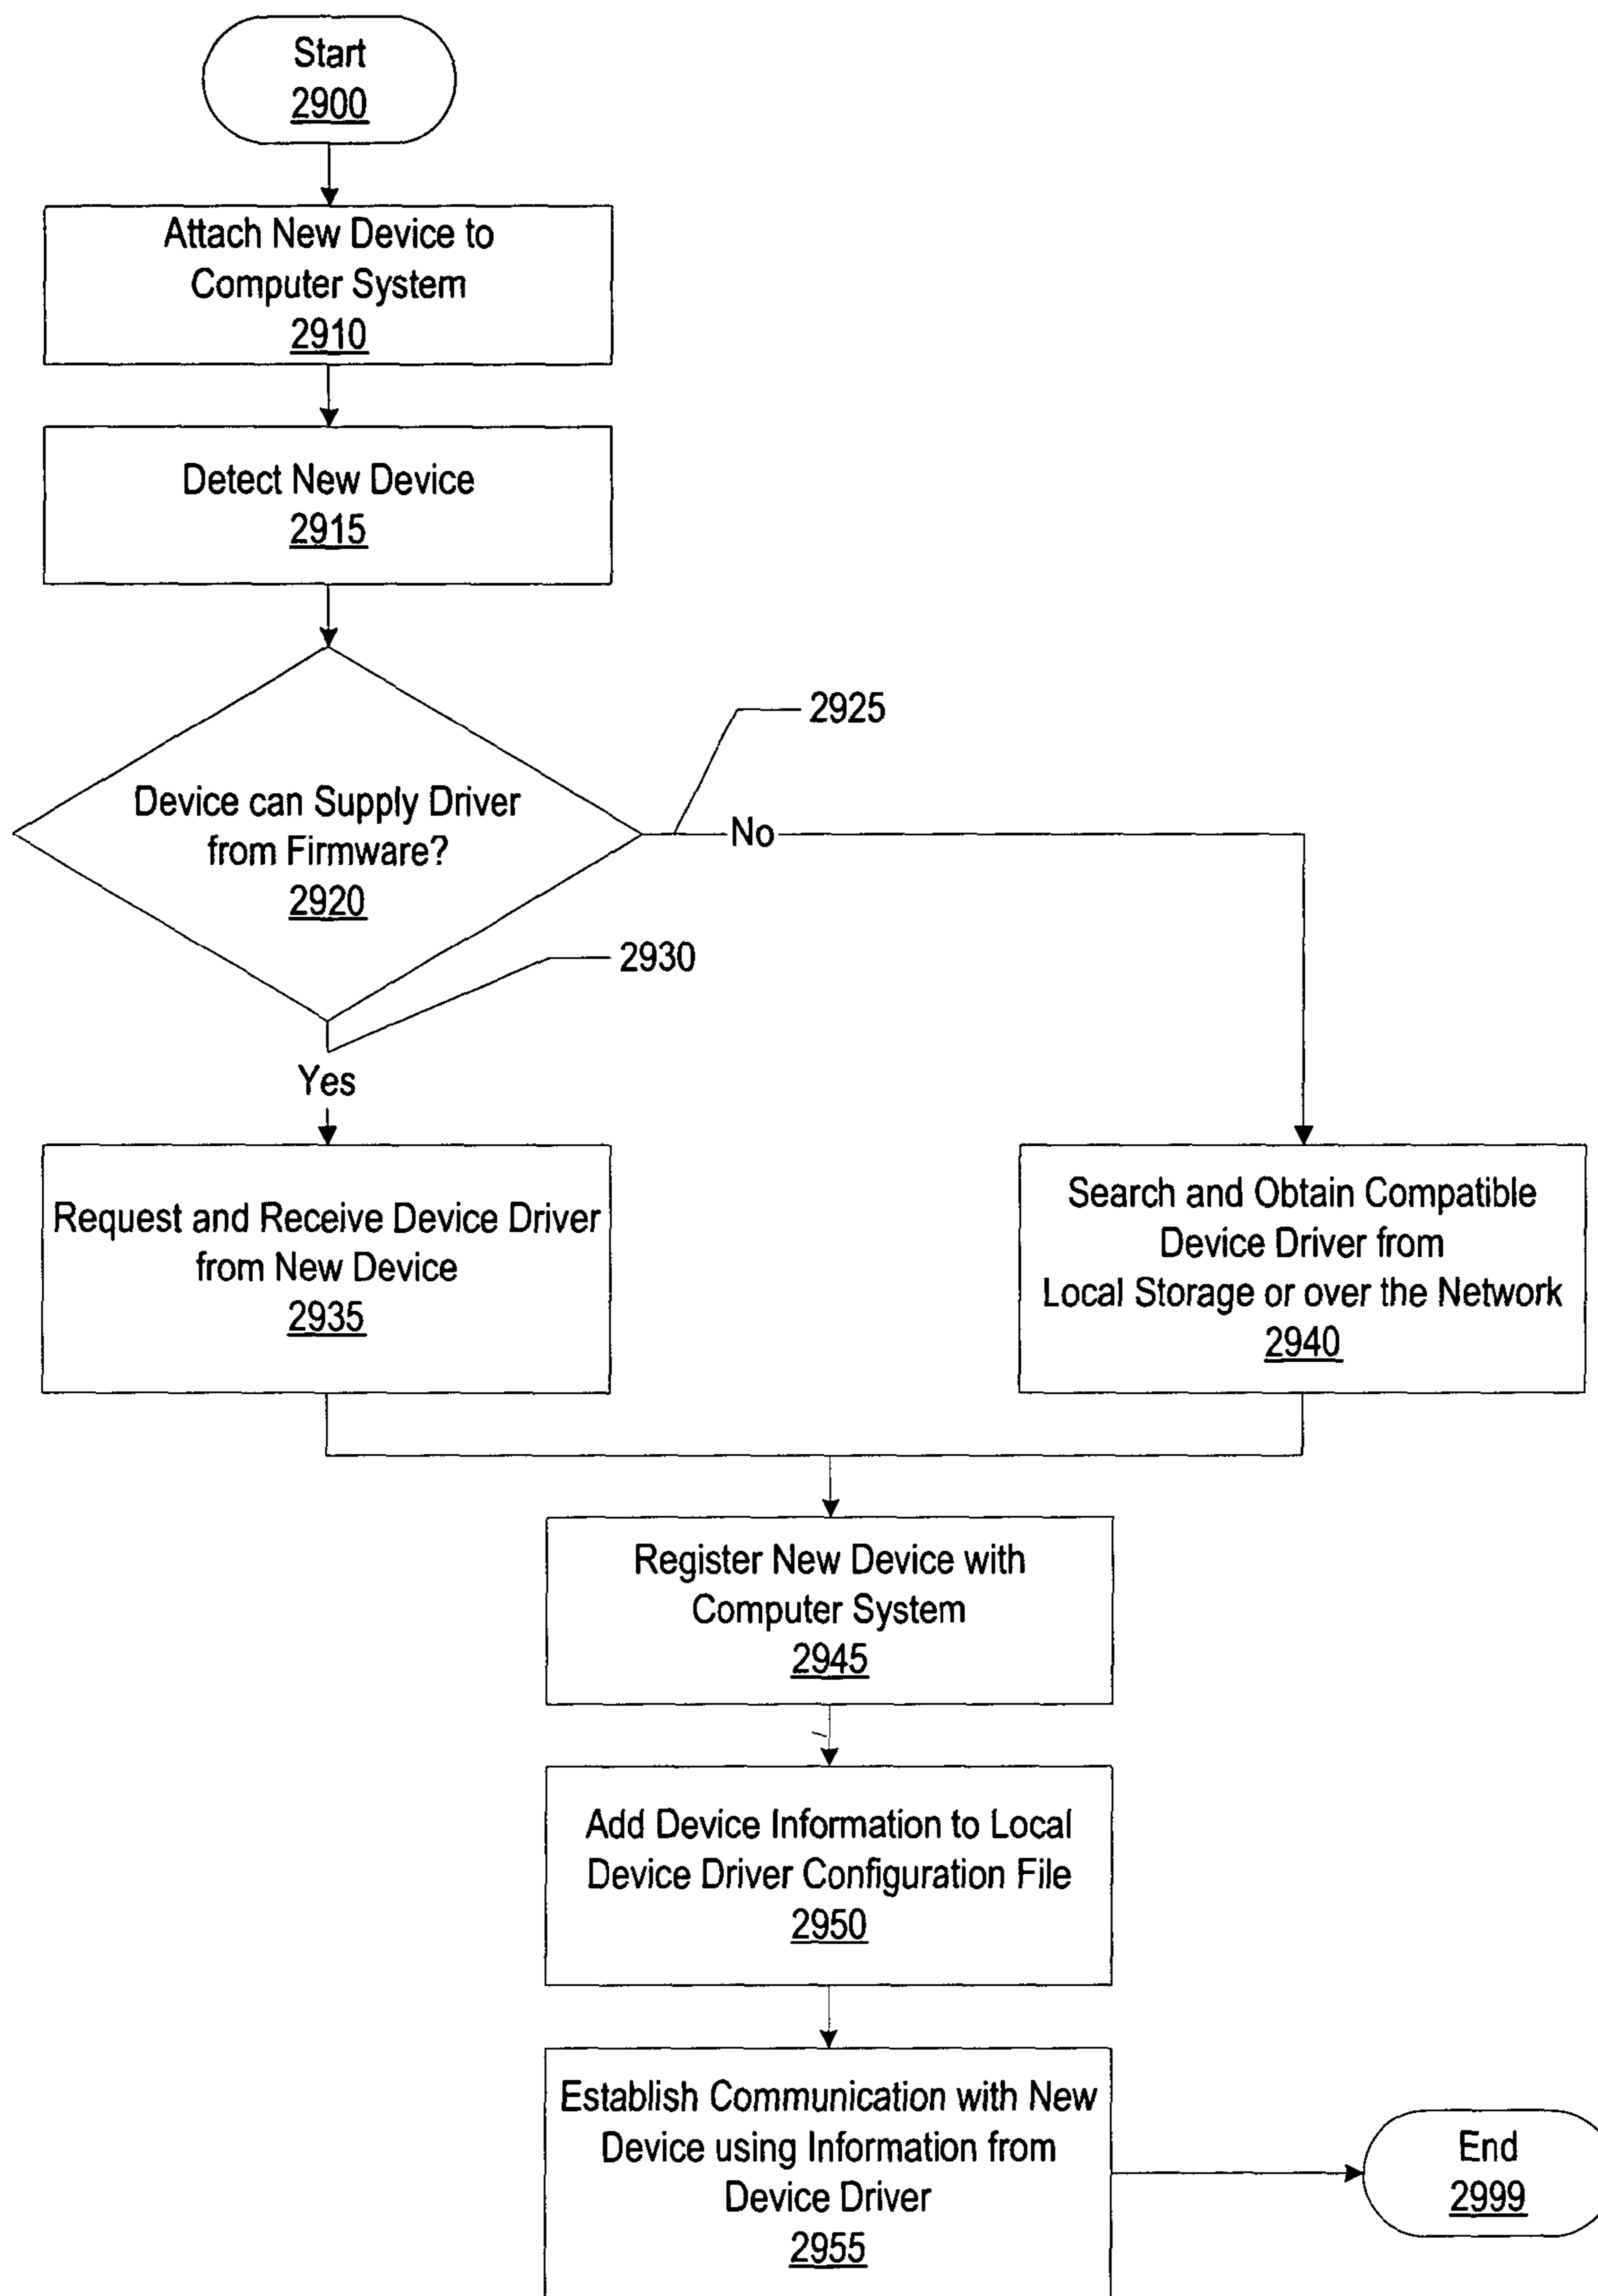 Start
2900
Attach New Device to
Computer System
2910
Detect New Device
2915
2925
Device can Supply Driver
from Firmware?
2920
No
2930
Yes
Request and Receive Device Driver
from New Device
2935
Search and Obtain Compatible
Device Driver from
Local Storage or over the Network
2940
Register New Device with
Computer System
2945
Add Device Information to Local
Device Driver Configuration File
2950
Establish Communication with New
Device using Information from
Device Driver
2955
End
2999